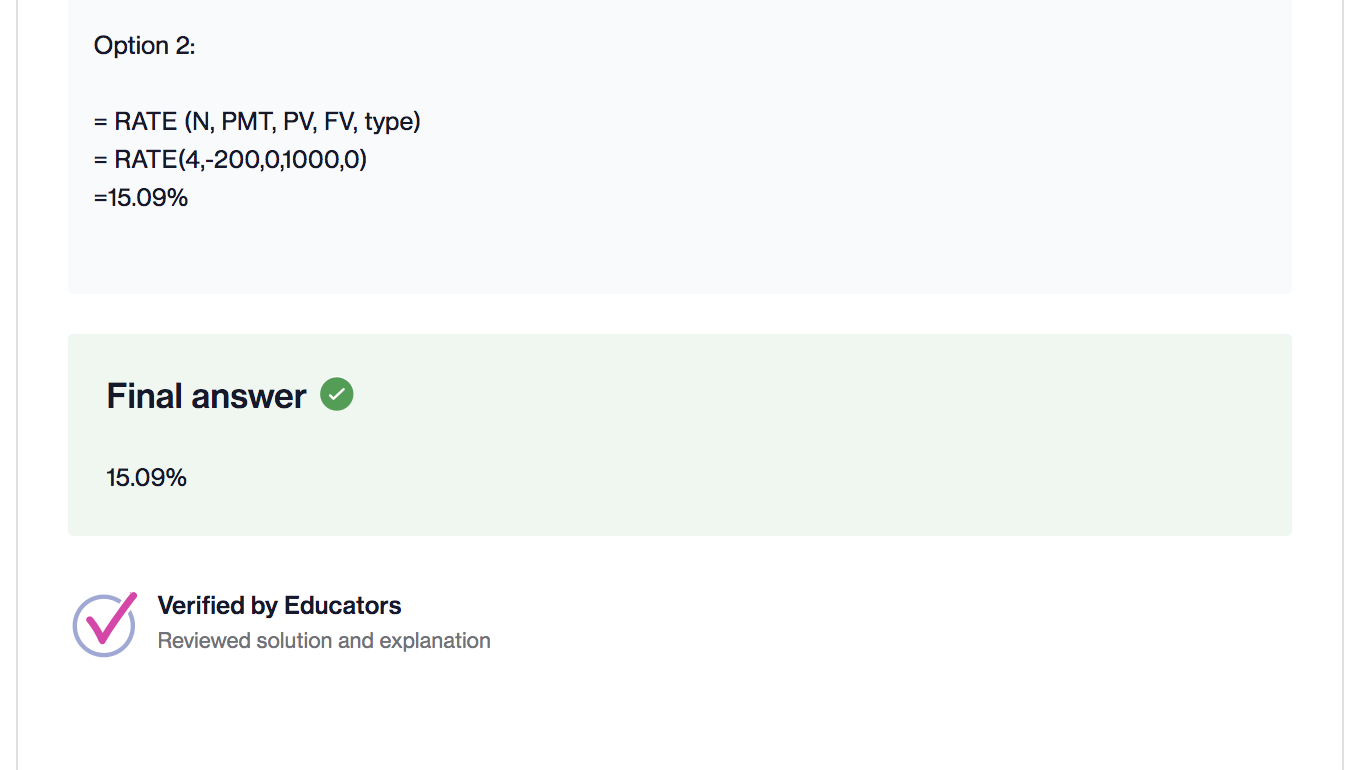 Option 2:
= RATE (N, PMT, PV, FV, type)
= RATE(4,-200,0,1000,0)
=15.09%
Final answer
15.09%
Verified by Educators
Reviewed solution and explanation